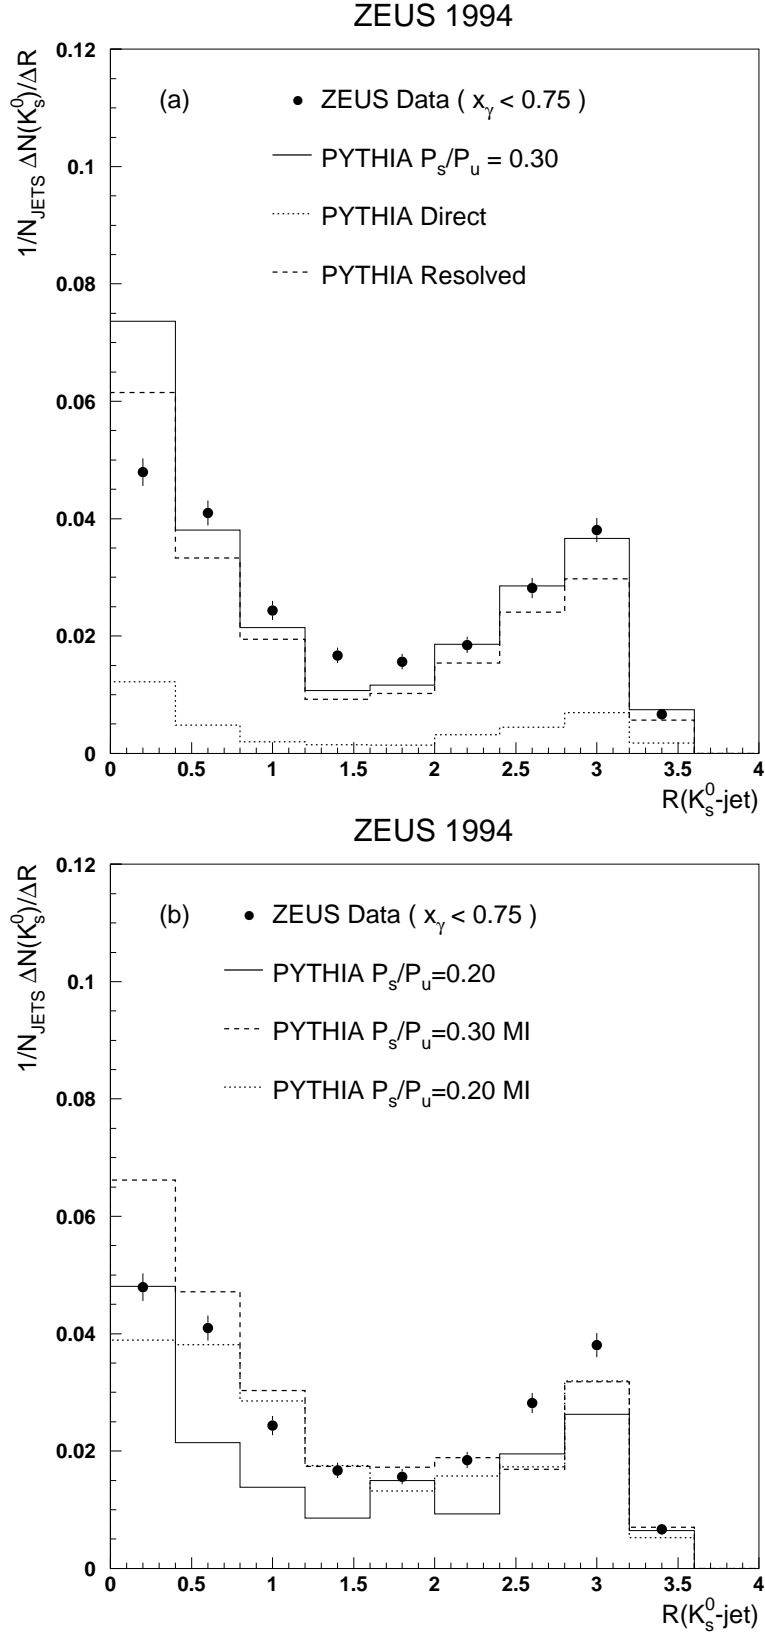 ZEUS 1994
1/N_JETS ΔN(K_s^0)/ΔR
0.12
0.1
0.08
0.06
0.04
0.02
0
(a)
ZEUS Data ( x_γ < 0.75 )
PYTHIA P_s/P_u = 0.30
PYTHIA Direct
PYTHIA Resolved
0 0.5 1 1.5 2 2.5 3 3.5 4
R(K_s^0-jet)
ZEUS 1994
1/N_JETS ΔN(K_s^0)/ΔR
0.12
0.1
0.08
0.06
0.04
0.02
0
(b)
ZEUS Data ( x_γ < 0.75 )
PYTHIA P_s/P_u=0.20
PYTHIA P_s/P_u=0.30 MI
PYTHIA P_s/P_u=0.20 MI
0 0.5 1 1.5 2 2.5 3 3.5 4
R(K_s^0-jet)